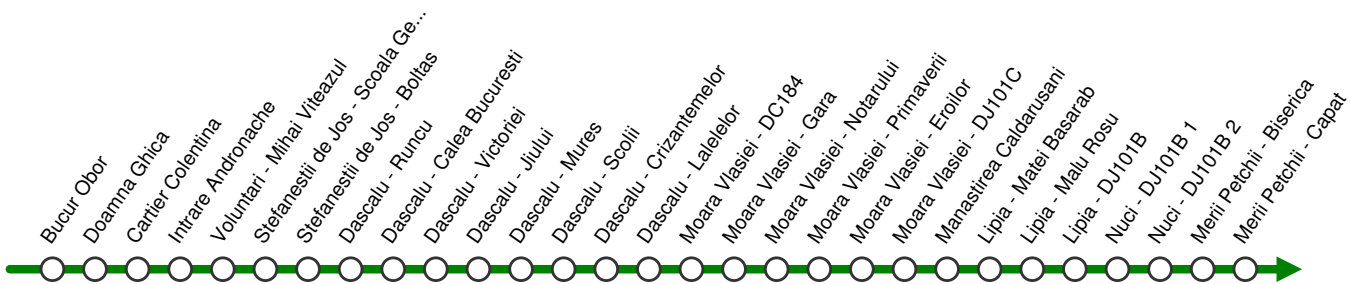 Bucur Obor
Doamna Ghica
Cartier Colentina
Intrare Andronache
Voluntari - Mihai Viteazul
Stefanestii de Jos - Scoala Ge...
Stefanestii de Jos - Boltas
Dascalu - Runcu
Dascalu - Calea Bucuresti
Dascalu - Victoriei
Dascalu - Jiului
Dascalu - Mures
Dascalu - Scolii
Dascalu - Crizantemelor
Dascalu - Lalelelor
Moara Vlasiei - DC184
Moara Vlasiei - Gara
Moara Vlasiei - Notarului
Moara Vlasiei - Primaverii
Moara Vlasiei - Eroilor
Moara Vlasiei - DJ101C
Manastirea Caldarusani
Lipia - Matei Basarab
Lipia - Malu Rosu
Lipia - DJ101B
Nuci - DJ101B 1
Nuci - DJ101B 2
Merii Petchii - Biserica
Merii Petchii - Capat